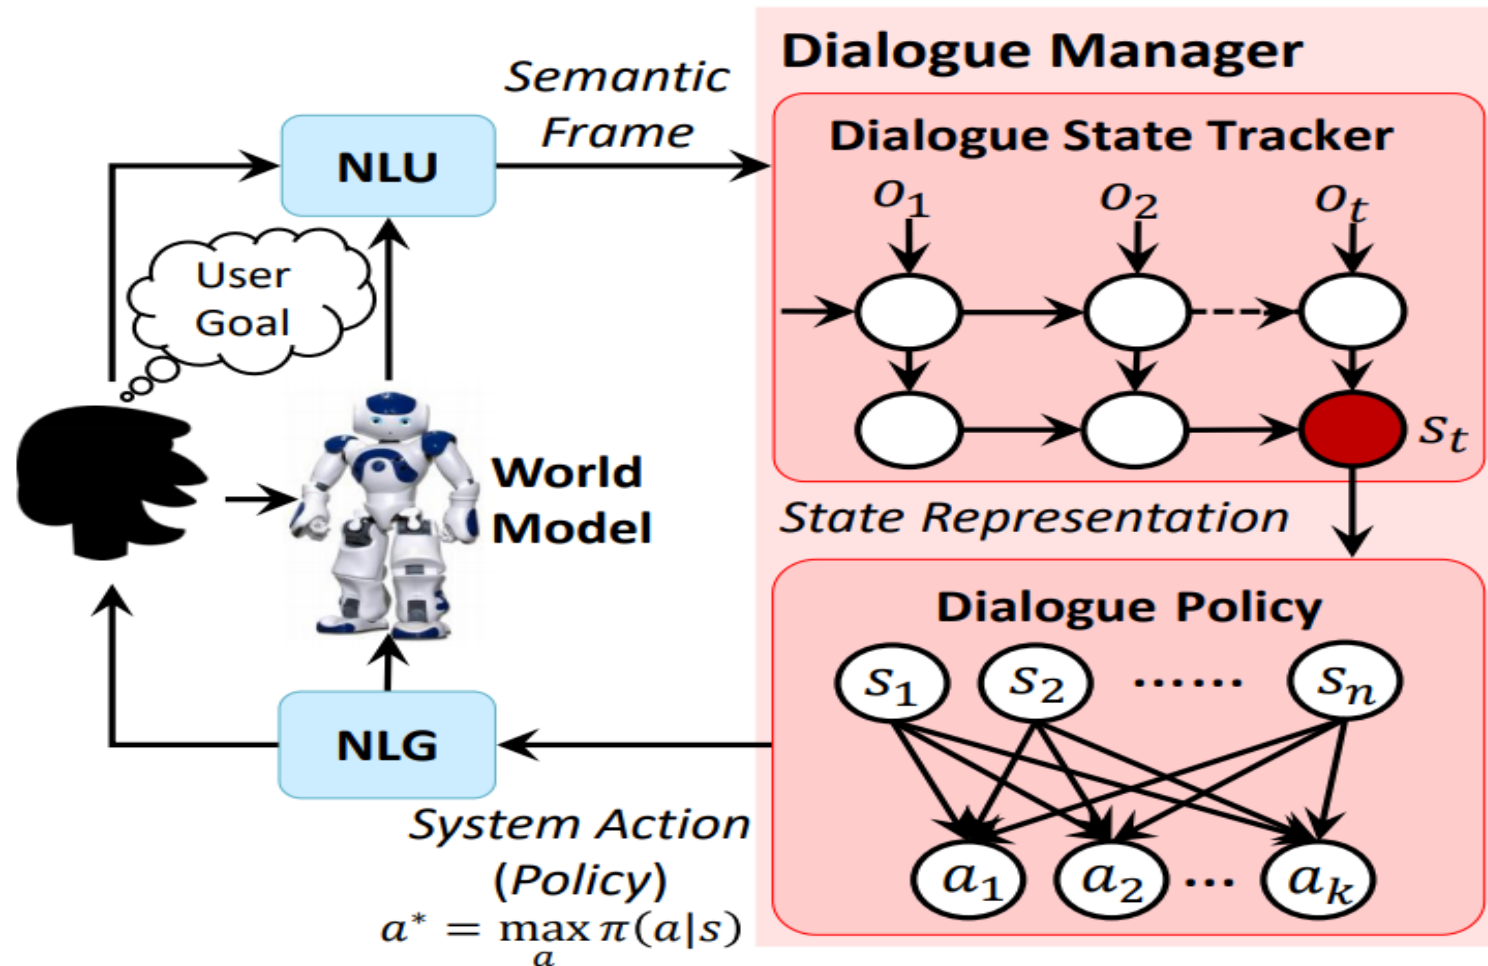 Dialogue Manager
Semantic
Frame
Dialogue State Tracker
NLU
o₁ o₂ oₜ
User
Goal
sₜ
World
Model
State Representation
Dialogue Policy
s₁ s₂ ...... sₙ
NLG
System Action
(Policy)
a* = max π(a|s)
a
a₁ a₂ ... aₖ